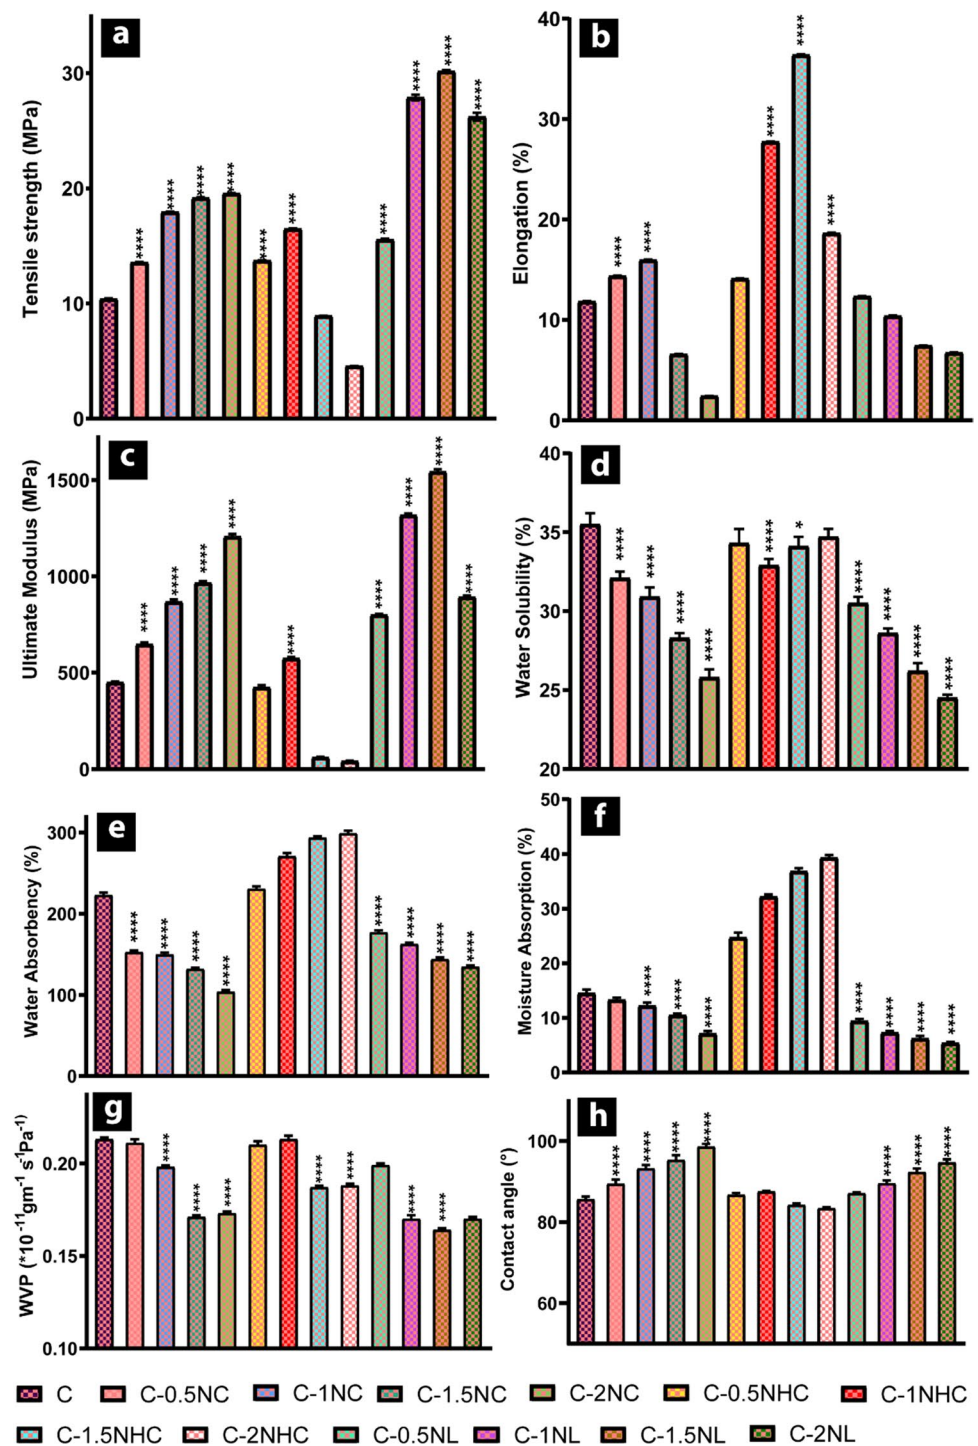 a
Tensile strength (MPa)
30
20
10
0
**** **** **** **** **** **** **** **** **** ****
b
Elongation (%)
40
30
20
10
0
**** **** **** **** ****
c
Ultimate Modulus (MPa)
1500
1000
500
0
**** **** **** **** **** **** **** **** ****
d
Water Solubility (%)
40
35
30
25
20
**** **** **** **** **** * **** **** **** ****
e
Water Absorbency (%)
300
200
100
0
**** **** **** **** **** **** **** ****
f
Moisture Absorption (%)
50
40
30
20
10
0
**** **** **** **** **** **** ****
g
WVP (*10⁻¹¹gm⁻¹ s⁻¹Pa⁻¹)
0.20
0.15
0.10
**** **** **** **** **** **** ****
h
Contact angle (°)
100
80
60
**** **** **** **** **** **** ****
C C-0.5NC C-1NC C-1.5NC C-2NC C-0.5NHC C-1NHC
C-1.5NHC C-2NHC C-0.5NL C-1NL C-1.5NL C-2NL